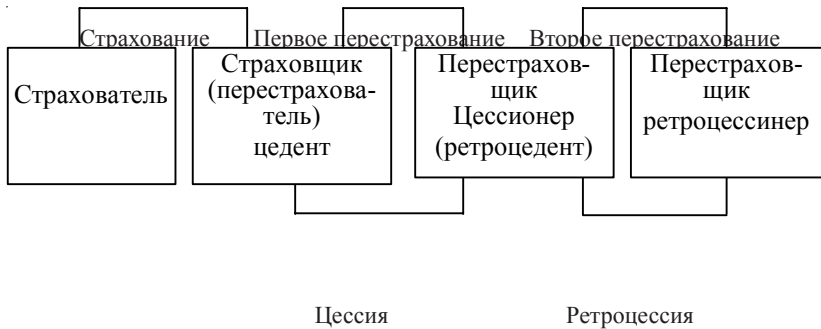 Страхование Первое перестрахование Второе перестрахование
Страхователь
Страховщик
(перестрахова-
тель)
цедент
Перестрахов-
щик
Цессионер
(ретроцедент)
Перестрахов-
щик
ретроцессинер
Цессия Ретроцессия